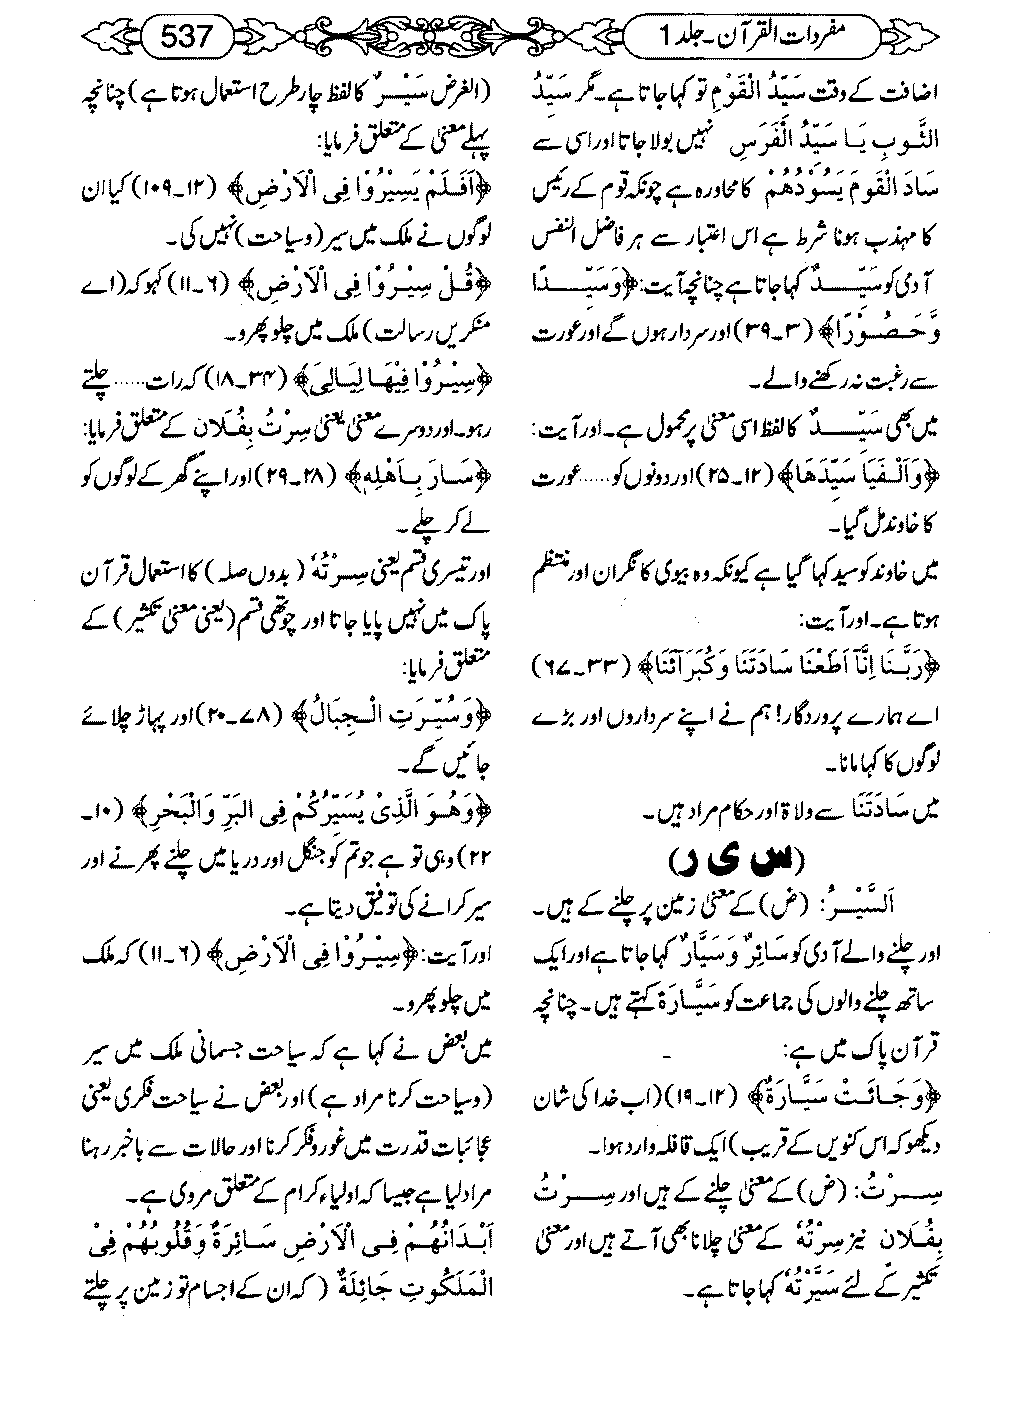 مفردات القرآن۔ جلد 1
537
اضافت کے وقت سَیِّدُ الْقَوْمِ تو کہا جاتا ہے۔ مگر سَیِّدُ
الثَّوبِ یَا سَیِّدُ الْفَرَسِ نہیں بولا جاتا اور اسی سے
سَادَ الْقَوْمَ یَسُوْدُھُمْ کا محاورہ ہے چونکہ قوم کے رئیس
کا مہذب ہونا شرط ہے اس اعتبار سے ہر فاضل النفس
آدمی کو سَیِّدٌ کہا جاتا ہے چنانچہ آیت: ﴿وَسَیِّدًا
وَّحَصُوْرًا﴾ (۳۔۳۹) اور سردار ہوں گے اور عورت
سے رغبت نہ رکھنے والے۔
میں بھی سَیِّدٌ کا لفظ اسی معنی پر محمول ہے۔ اور آیت:
﴿وَاَلْفَیَا سَیِّدَھَا﴾ (۱۲۔۲۵) اور دونوں کو ...... عورت
کا خاوند مل گیا۔
میں خاوند کو سید کہا گیا ہے کیونکہ وہ بیوی کا نگران اور منتظم
ہوتا ہے۔ اور آیت:
﴿رَبَّنَا اِنَّآ اَطَعْنَا سَادَتَنَا وَکُبَرَآئَنَا﴾ (۳۳۔۶۷)
اے ہمارے پروردگار! ہم نے اپنے سرداروں اور بڑے
لوگوں کا کہا مانا۔
میں سَادَتَنَا سے ولاۃ اور حکام مراد ہیں۔
(س ی ر)
اَلسَّیْرُ: (ض) کے معنی زمین پر چلنے کے ہیں۔
اور چلنے والے آدمی کو سَائِرٌ وَسَیَّارٌ کہا جاتا ہے اور ایک
ساتھ چلنے والوں کی جماعت کو سَیَّارَۃ کہتے ہیں۔ چنانچہ
قرآن پاک میں ہے:
﴿وَجَائَتْ سَیَّارَۃٌ﴾ (۱۲۔۱۹) (اب خدا کی شان
دیکھو کہ اس کنویں کے قریب) ایک قافلہ وارد ہوا۔
سِرْتُ: (ض) کے معنی چلنے کے ہیں اور سِرْتُ
بِفُلَان نیز سِرْتُہٗ کے معنی چلانا بھی آتے ہیں اور معنی
تکثیر کے لئے سَیَّرْتُہٗ کہا جاتا ہے۔
(الغرض سَیْرٌ کا لفظ چار طرح استعمال ہوتا ہے) چنانچہ
پہلے معنی کے متعلق فرمایا:
﴿اَفَلَمْ یَسِیْرُوْا فِی الْاَرْضِ﴾ (۱۲۔۱۰۹) کیا ان
لوگوں نے ملک میں سیر (وسیاحت) نہیں کی۔
﴿قُلْ سِیْرُوْا فِی الْاَرْضِ﴾ (۶۔۱۱) کہو کہ (اے
منکرین رسالت) ملک میں چلو پھرو۔
﴿سِیْرُوْا فِیْھَا لَیَالِیَ﴾ (۳۴۔۱۸) کہ رات...... چلتے
رہو۔ اور دوسرے معنی یعنی سِرْتُ بِفُلَان کے متعلق فرمایا:
﴿سَارَ بِاَھْلِہٖ﴾ (۲۸۔۲۹) اور اپنے گھر کے لوگوں کو
لے کر چلے۔
اور تیسری قسم یعنی سِرْتُہٗ (بدوں صلہ) کا استعمال قرآن
پاک میں نہیں پایا جاتا اور چوتھی قسم (یعنی معنی تکثیر) کے
متعلق فرمایا:
﴿وَسُیِّرَتِ الْجِبَالُ﴾ (۷۸۔۲۰) اور پہاڑ چلائے
جائیں گے۔
﴿وَھُوَ الَّذِیْ یُسَیِّرُکُمْ فِی الْبَرِّ وَالْبَحْرِ﴾ (۱۰۔
۲۲) وہی تو ہے جو تم کو جنگل اور دریا میں چلنے پھرنے اور
سیر کرانے کی توفیق دیتا ہے۔
اور آیت: ﴿سِیْرُوْا فِی الْاَرْضِ﴾ (۶۔۱۱) کہ ملک
میں چلو پھرو۔
میں بعض نے کہا ہے کہ سیاحت جسمانی ملک میں سیر
(وسیاحت کرنا مراد ہے) اور بعض نے سیاحت فکری یعنی
عجائبات قدرت میں غور و فکر کرنا اور حالات سے باخبر رہنا
مراد لیا ہے جیسا کہ اولیاء کرام کے متعلق مروی ہے۔
اَبْدَانُھُمْ فِی الْاَرْضِ سَائِرَۃٌ وَقُلُوبُھُمْ فِیْ
الْمَلَکُوتِ جَائِلَۃٌ (کہ ان کے اجسام تو زمین پر چلتے